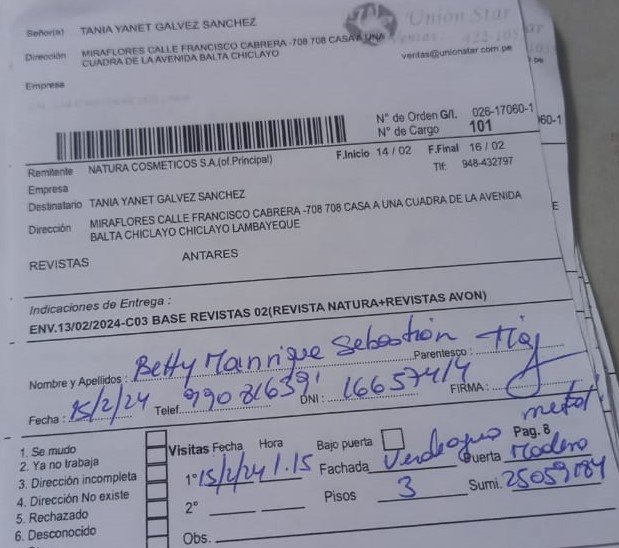 Señor(a) TANIA YANET GALVEZ SANCHEZ
Union Star
Dirección MIRAFLORES CALLE FRANCISCO CABRERA -708 708 CASA A UNA
CUADRA DE LA AVENIDA BALTA CHICLAYO
ventas@unionstar.com.pe
Empresa
N° de Orden G/I. 026-17060-1
N° de Cargo 101
60-1
Remitente NATURA COSMETICOS S.A.(of.Principal)
F.Inicio 14 / 02 F.Final 16 / 02
Empresa
Tlf: 948-432797
Destinatario TANIA YANET GALVEZ SANCHEZ
Dirección MIRAFLORES CALLE FRANCISCO CABRERA -708 708 CASA A UNA CUADRA DE LA AVENIDA
BALTA CHICLAYO CHICLAYO LAMBAYEQUE
E
REVISTAS ANTARES
Indicaciones de Entrega :
ENV.13/02/2024-C03 BASE REVISTAS 02(REVISTA NATURA+REVISTAS AVON)
Nombre y Apellidos : Betty Manrique Sebastián Parentesco : Tía
Fecha : 15/2/24 Telef. DNI : 16657414 FIRMA :
1. Se mudo
2. Ya no trabaja
3. Dirección incompleta
4. Dirección No existe
5. Rechazado
6. Desconocido
Visitas Fecha Hora Bajo puerta Pag. 8
metal
1° 15/2/24 1.15 Fachada Verde agua Puerta Madera
2° Pisos 3 Sumi. 25059184
Obs.